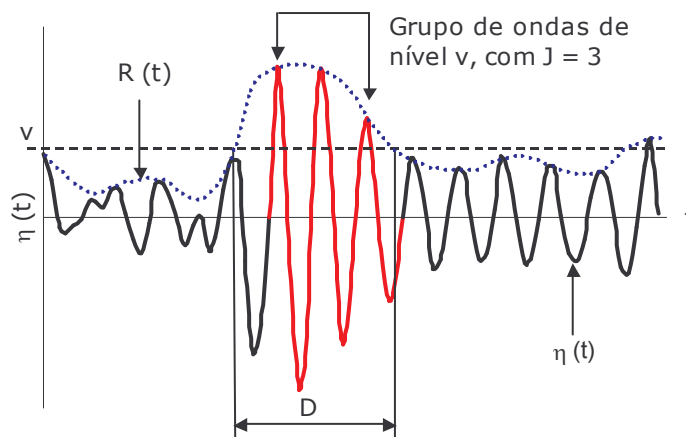 Grupo de ondas de
nível v, com J = 3
R (t)
v
η (t)
η (t)
D